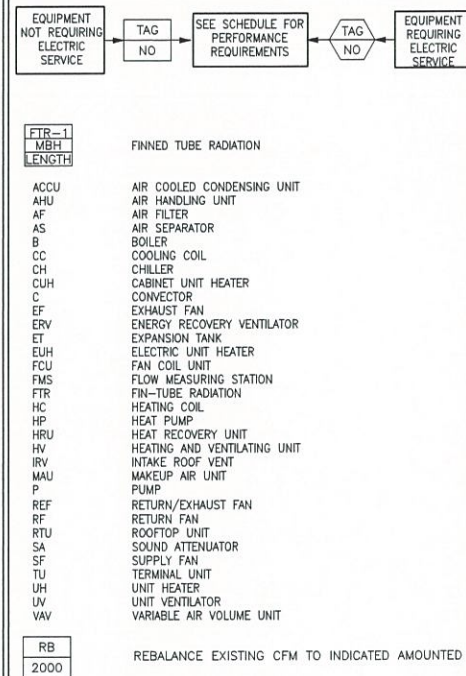 EQUIPMENT
NOT REQUIRING
ELECTRIC
SERVICE
TAG
NO
SEE SCHEDULE FOR
PERFORMANCE
REQUIREMENTS
TAG
NO
EQUIPMENT
REQUIRING
ELECTRIC
SERVICE
FTR-1
MBH
LENGTH
FINNED TUBE RADIATION
ACCU AIR COOLED CONDENSING UNIT
AHU AIR HANDLING UNIT
AF AIR FILTER
AS AIR SEPARATOR
B BOILER
CC COOLING COIL
CH CHILLER
CUH CABINET UNIT HEATER
C CONVECTOR
EF EXHAUST FAN
ERV ENERGY RECOVERY VENTILATOR
ET EXPANSION TANK
EUH ELECTRIC UNIT HEATER
FCU FAN COIL UNIT
FMS FLOW MEASURING STATION
FTR FIN-TUBE RADIATION
HC HEATING COIL
HP HEAT PUMP
HRU HEAT RECOVERY UNIT
HV HEATING AND VENTILATING UNIT
IRV INTAKE ROOF VENT
MAU MAKEUP AIR UNIT
P PUMP
REF RETURN/EXHAUST FAN
RF RETURN FAN
RTU ROOFTOP UNIT
SA SOUND ATTENUATOR
SF SUPPLY FAN
TU TERMINAL UNIT
UH UNIT HEATER
UV UNIT VENTILATOR
VAV VARIABLE AIR VOLUME UNIT
RB
2000
REBALANCE EXISTING CFM TO INDICATED AMOUNTED